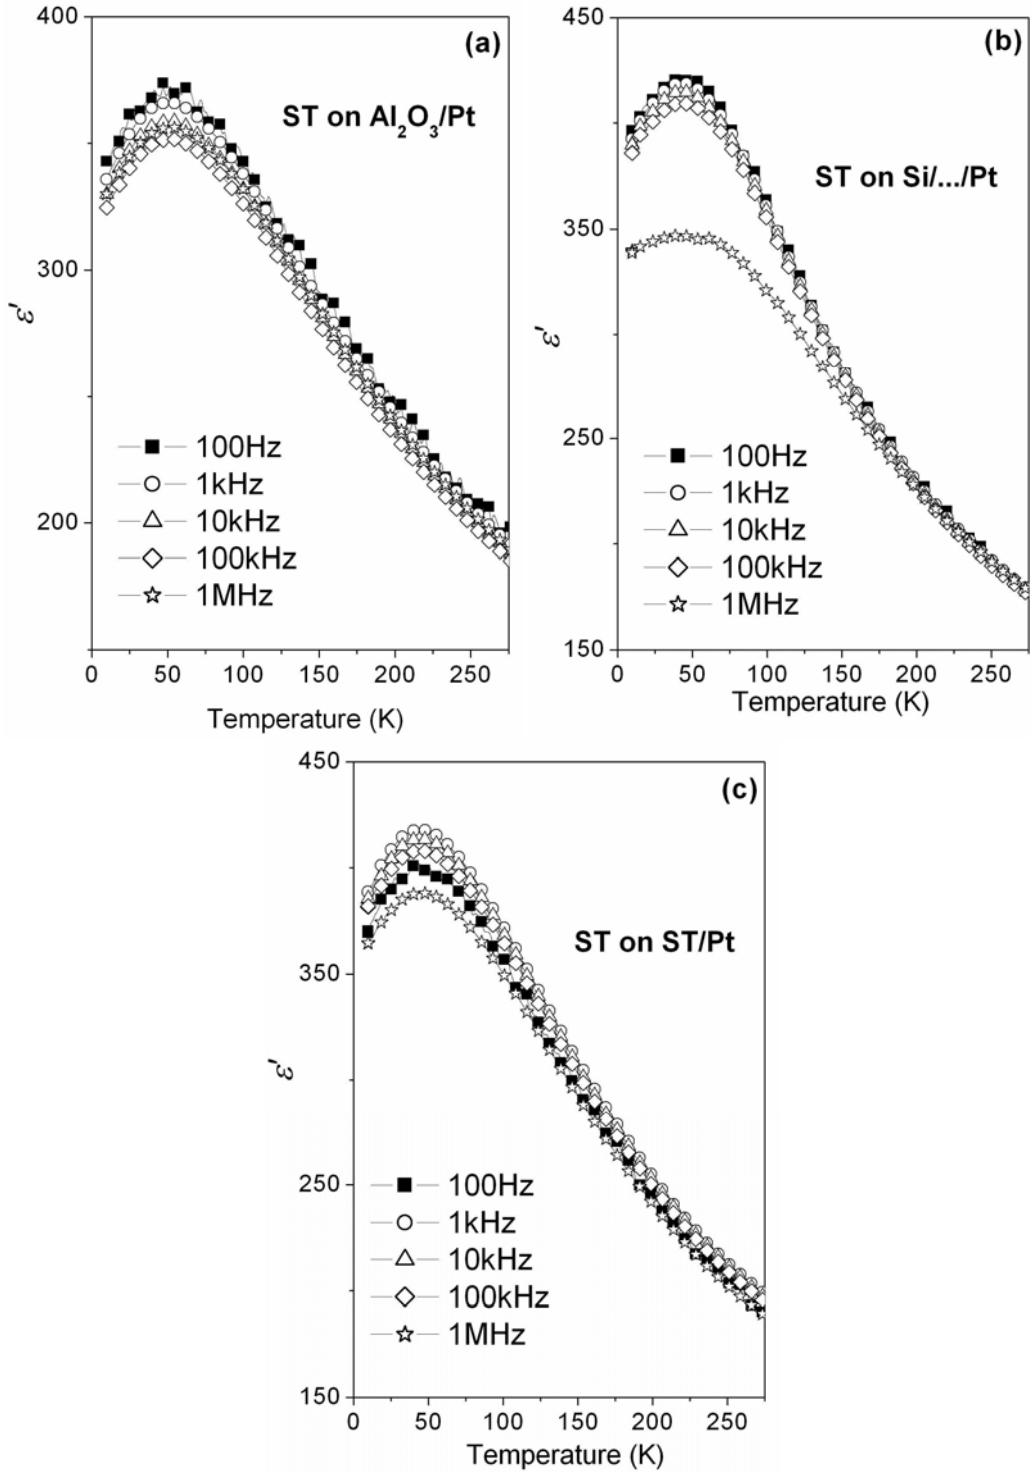 400
(a)
ST on Al₂O₃/Pt
300
ε'
200
100Hz
1kHz
10kHz
100kHz
1MHz
0 50 100 150 200 250
Temperature (K)
450
(b)
ST on Si/.../Pt
350
ε'
250
100Hz
1kHz
10kHz
100kHz
1MHz
150
0 50 100 150 200 250
Temperature (K)
450
(c)
ST on ST/Pt
350
ε'
250
100Hz
1kHz
10kHz
100kHz
1MHz
150
0 50 100 150 200 250
Temperature (K)